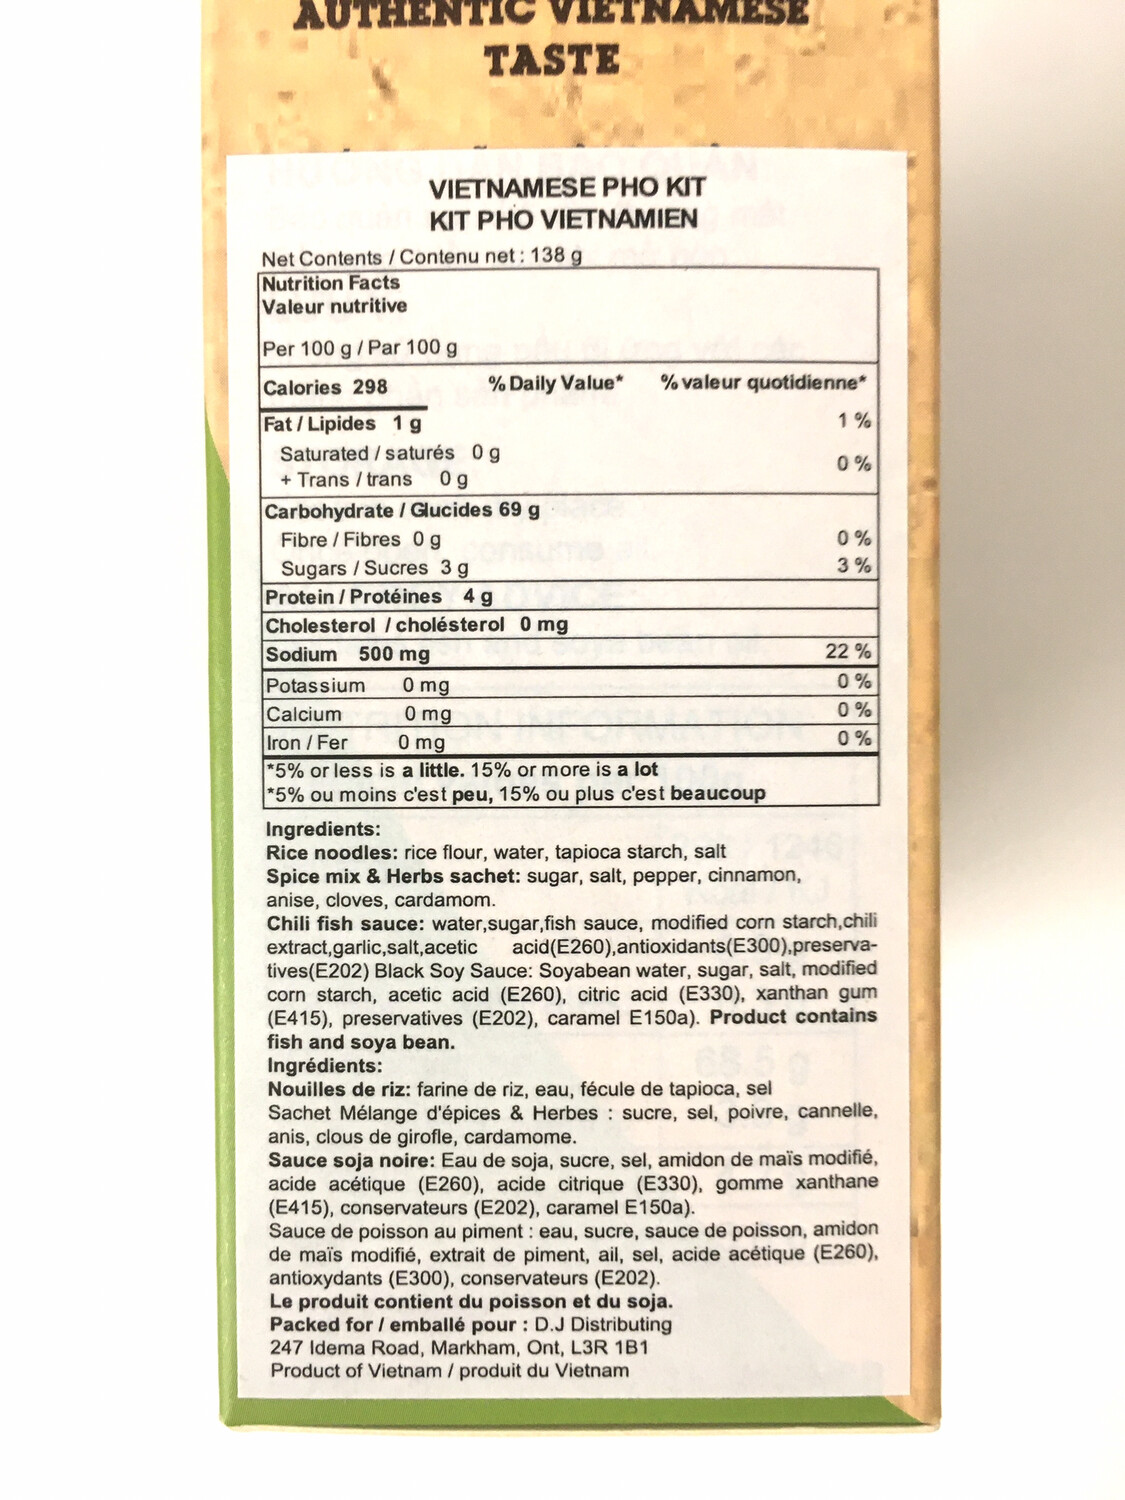 AUTHENTIC VIETNAMESE
TASTE
VIETNAMESE PHO KIT
KIT PHO VIETNAMIEN
Net Contents / Contenu net : 138 g
Nutrition Facts
Valeur nutritive
Per 100 g / Par 100 g
Calories 298 % Daily Value* % valeur quotidienne*
Fat / Lipides 1 g 1 %
Saturated / saturés 0 g
+ Trans / trans 0 g 0 %
Carbohydrate / Glucides 69 g
Fibre / Fibres 0 g 0 %
Sugars / Sucres 3 g 3 %
Protein / Protéines 4 g
Cholesterol / choléster​ol 0 mg
Sodium 500 mg 22 %
Potassium 0 mg 0 %
Calcium 0 mg 0 %
Iron / Fer 0 mg 0 %
*5% or less is a little. 15% or more is a lot
*5% ou moins c'est peu, 15% ou plus c'est beaucoup
Ingredients:
Rice noodles: rice flour, water, tapioca starch, salt
Spice mix & Herbs sachet: sugar, salt, pepper, cinnamon,
anise, cloves, cardamom.
Chili fish sauce: water,sugar,fish sauce, modified corn starch,chili
extract,garlic,salt,acetic acid(E260),antioxidants(E300),preserva-
tives(E202) Black Soy Sauce: Soyabean water, sugar, salt, modified
corn starch, acetic acid (E260), citric acid (E330), xanthan gum
(E415), preservatives (E202), caramel E150a). Product contains
fish and soya bean.
Ingrédients:
Nouilles de riz: farine de riz, eau, fécule de tapioca, sel
Sachet Mélange d'épices & Herbes : sucre, sel, poivre, cannelle,
anis, clous de girofle, cardamome.
Sauce soja noire: Eau de soja, sucre, sel, amidon de maïs modifié,
acide acétique (E260), acide citrique (E330), gomme xanthane
(E415), conservateurs (E202), caramel E150a).
Sauce de poisson au piment : eau, sucre, sauce de poisson, amidon
de maïs modifié, extrait de piment, ail, sel, acide acétique (E260),
antioxydants (E300), conservateurs (E202).
Le produit contient du poisson et du soja.
Packed for / emballé pour : D.J Distributing
247 Idema Road, Markham, Ont, L3R 1B1
Product of Vietnam / produit du Vietnam